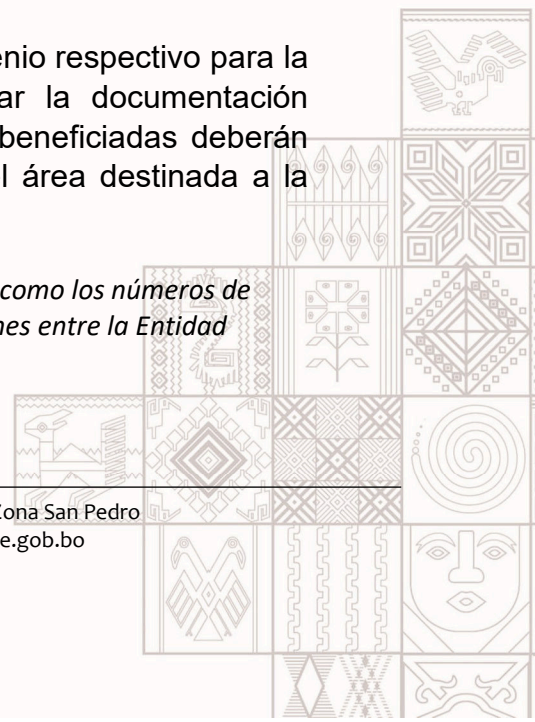 enio respectivo para la
ar la documentación
beneficiadas deberán
l área destinada a la
como los números de
nes entre la Entidad
Zona San Pedro
e.gob.bo